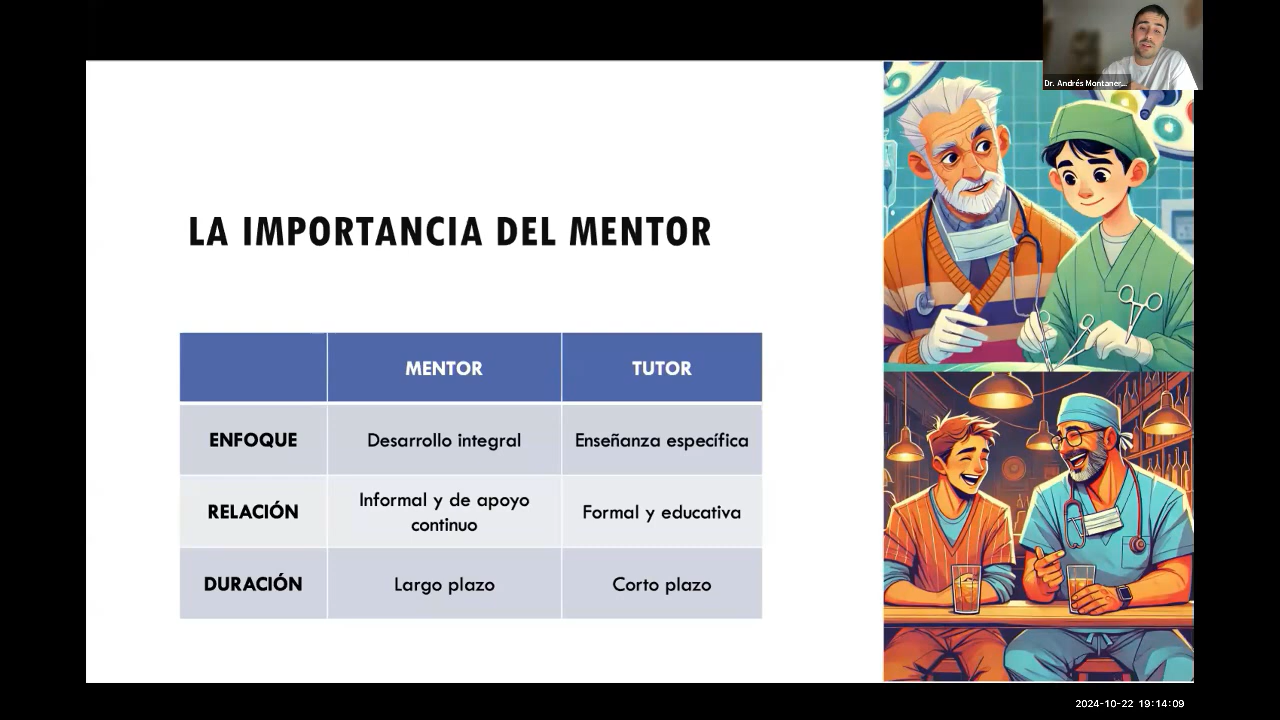 Dr. Andrés Montaner...
LA IMPORTANCIA DEL MENTOR
MENTOR TUTOR
ENFOQUE Desarrollo integral Enseñanza específica
RELACIÓN Informal y de apoyo continuo Formal y educativa
DURACIÓN Largo plazo Corto plazo
2024-10-22 19:14:09